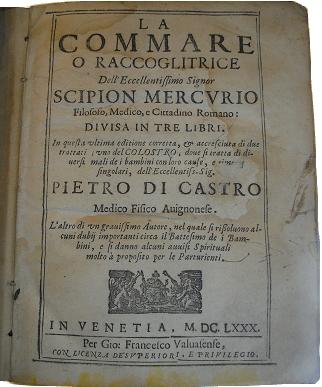 LA
COMMARE
O RACCOGLITRICE
Dell'Eccellentissimo Signor
SCIPION MERCVRIO
Filosofo, Medico, e Cittadino Romano:
DIVISA IN TRE LIBRI.
In questa vltima editione corretta, & accresciuta di due
trattati; vno del COLOSTRO, doue si tratta di di-
uersi mali de i bambini con loro cause, e
singolari, dell'Eccellentiss. Sig.
PIETRO DI CASTRO
Medico Fisico Auignonese.
L'altro di vn grauissimo Autore, nel quale si risoluono al-
cuni dubij importanti circa il Battesimo de i Bam-
bini, e si danno alcuni auuisi Spirituali
molto à proposito per le Parturienti.
IN VENETIA, M.DC.LXXX.
Per Gio: Francesco Valuasense,
CON LICENZA DE SVPERIORI, E PRIVILEGIO.